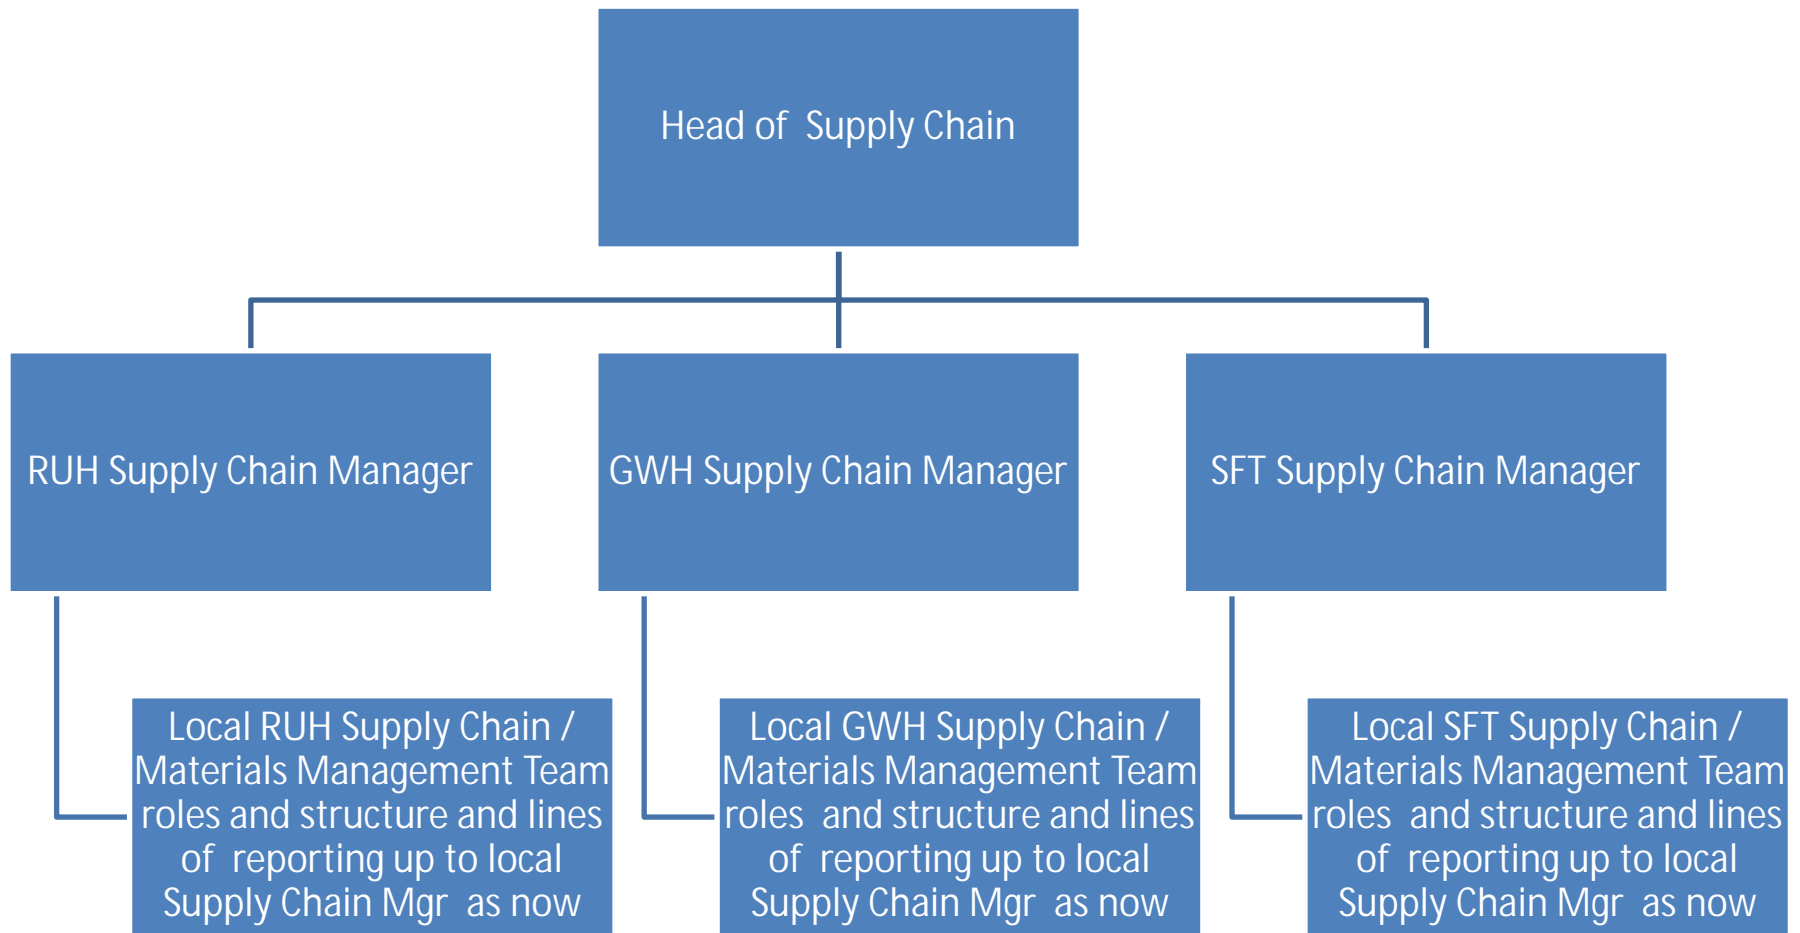 Head of Supply Chain
RUH Supply Chain Manager
GWH Supply Chain Manager
SFT Supply Chain Manager
Local RUH Supply Chain /
Materials Management Team
roles and structure and lines
of reporting up to local
Supply Chain Mgr as now
Local GWH Supply Chain /
Materials Management Team
roles and structure and lines
of reporting up to local
Supply Chain Mgr as now
Local SFT Supply Chain /
Materials Management Team
roles and structure and lines
of reporting up to local
Supply Chain Mgr as now